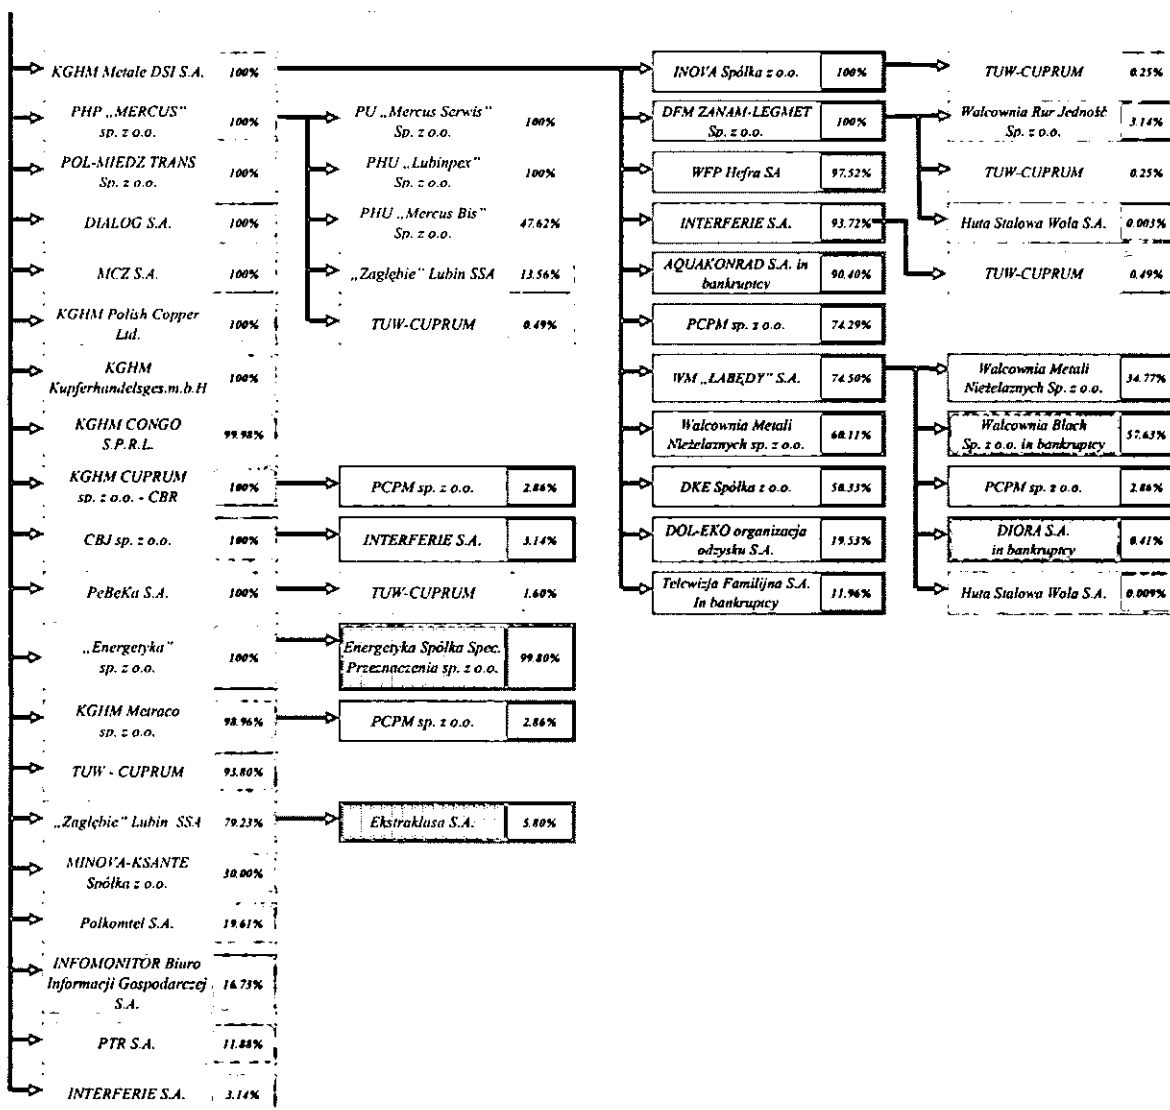 KGHM Metale DSI S.A. 100%
PHP „MERCUS”
sp. z o.o. 100%
POL-MIEDZ TRANS
Sp. z o.o. 100%
DIALOG S.A. 100%
MCZ S.A. 100%
KGHM Polish Copper
Ltd. 100%
KGHM
Kupferhandelsges.m.b.H 100%
KGHM CONGO
S.P.R.L. 99.98%
KGHM CUPRUM
sp. z o.o. - CBR 100%
CBJ sp. z o.o. 100%
PeBeKa S.A. 100%
„Energetyka”
sp. z o.o. 100%
KGHM Metraco
sp. z o.o. 98.96%
TUW - CUPRUM 93.80%
„Zagłębie” Lubin SSA 79.23%
MINOVA-KSANTE
Spółka z o.o. 30.00%
Polkomtel S.A. 19.61%
INFOMONITOR Biuro
Informacji Gospodarczej
S.A. 16.73%
PTR S.A. 11.88%
INTERFERIE S.A. 3.14%
PU „Mercus Serwis”
Sp. z o.o. 100%
PHU „Lubinpex”
Sp. z o.o. 100%
PHU „Mercus Bis”
Sp. z o.o. 47.62%
„Zagłębie” Lubin SSA 13.56%
TUW-CUPRUM 0.49%
PCPM sp. z o.o. 2.86%
INTERFERIE S.A. 3.14%
TUW-CUPRUM 1.60%
Energetyka Spółka Spec.
Przeznaczenia sp. z o.o. 99.80%
PCPM sp. z o.o. 2.86%
Ekstraklasa S.A. 5.80%
INOVA Spółka z o.o. 100%
DFM ZANAM-LEGMET
Sp. z o.o. 100%
WFP Hefra SA 97.52%
INTERFERIE S.A. 93.72%
AQUAKONRAD S.A. in
bankruptcy 90.40%
PCPM sp. z o.o. 74.29%
WM „ŁABĘDY” S.A. 74.50%
Walcownia Metali
Nieżelaznych sp. z o.o. 60.11%
DKE Spółka z o.o. 50.33%
DOL-EKO organizacja
odzysku S.A. 19.53%
Telewizja Familijna S.A.
In bankruptcy 11.96%
TUW-CUPRUM 0.25%
Walcownia Rur Jedność
Sp. z o.o. 3.14%
TUW-CUPRUM 0.25%
Huta Stalowa Wola S.A. 0.003%
TUW-CUPRUM 0.49%
Walcownia Metali
Nieżelaznych Sp. z o.o. 34.77%
Walcownia Blach
Sp. z o.o. in bankruptcy 57.63%
PCPM sp. z o.o. 2.86%
DIORA S.A.
in bankruptcy 0.41%
Huta Stalowa Wola S.A. 0.009%